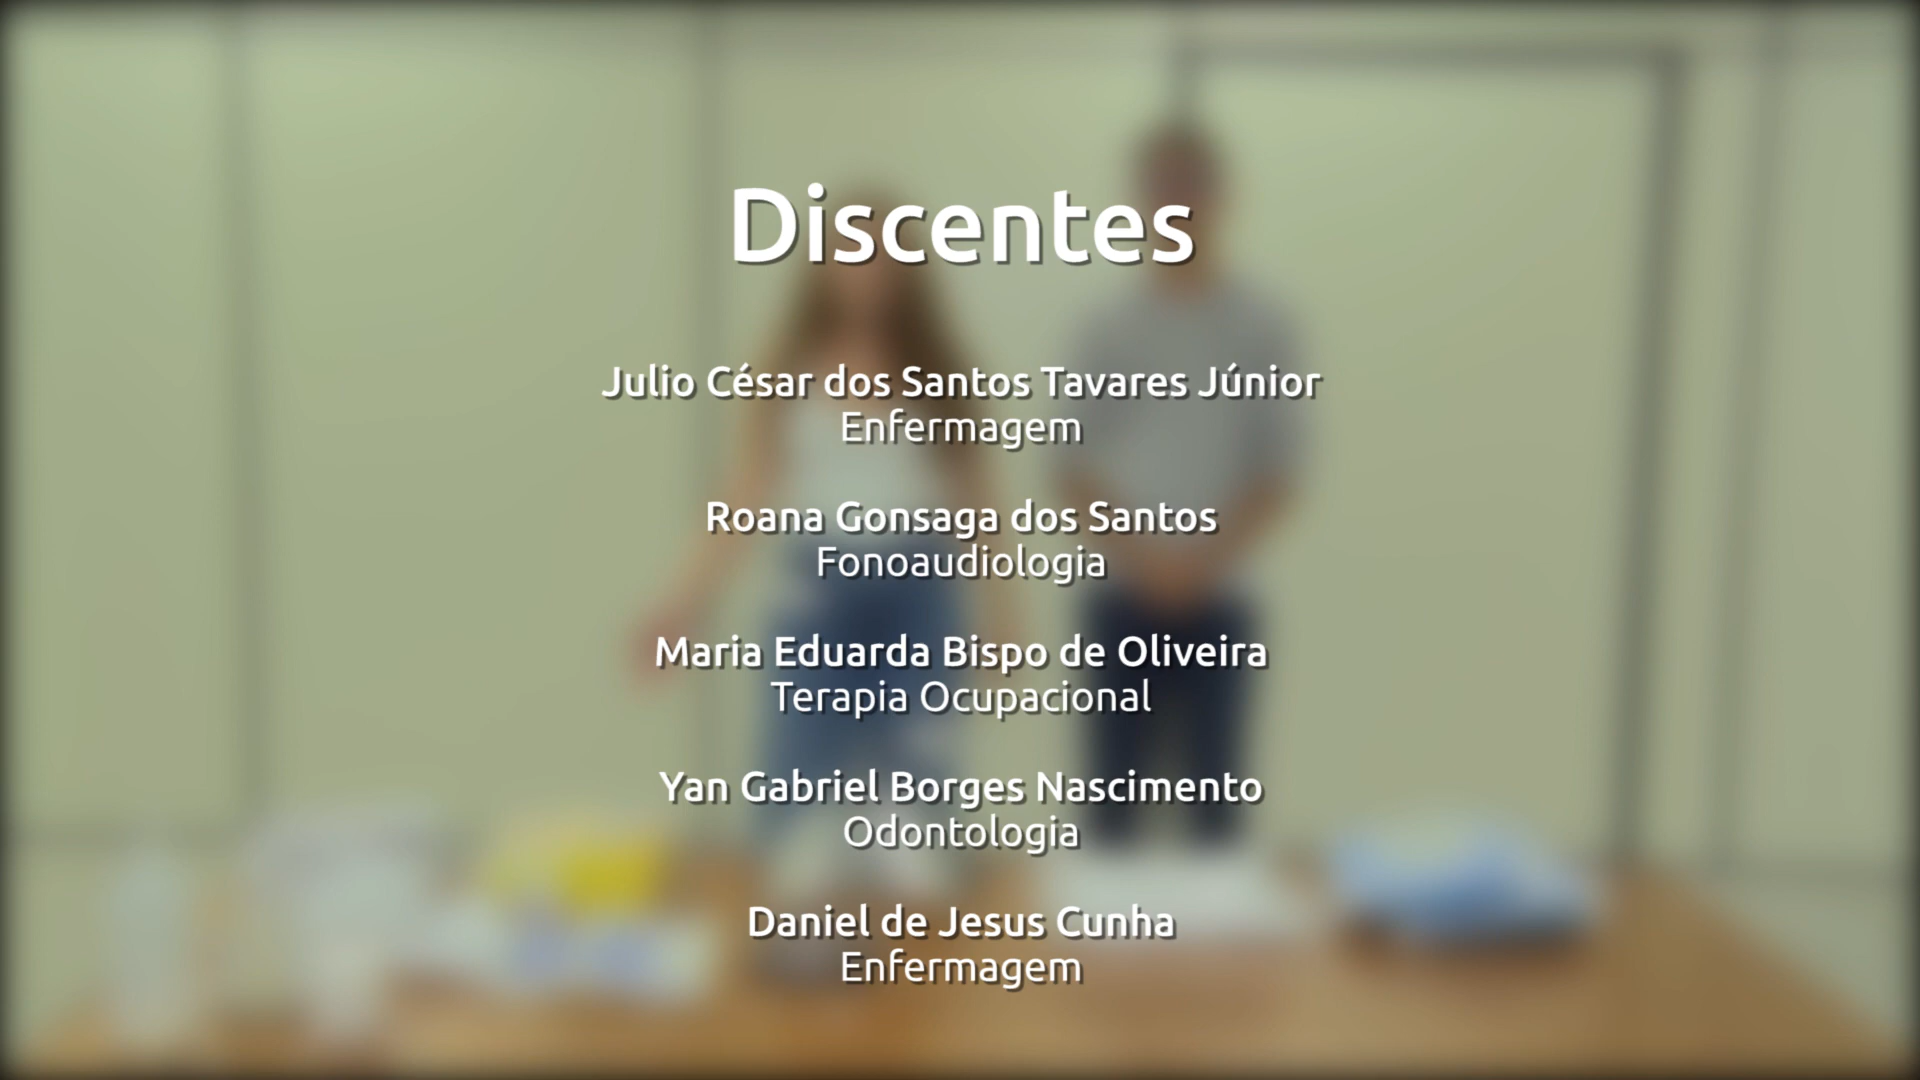 Discentes
Julio César dos Santos Tavares Júnior
Enfermagem
Roana Gonsaga dos Santos
Fonoaudiologia
Maria Eduarda Bispo de Oliveira
Terapia Ocupacional
Yan Gabriel Borges Nascimento
Odontologia
Daniel de Jesus Cunha
Enfermagem